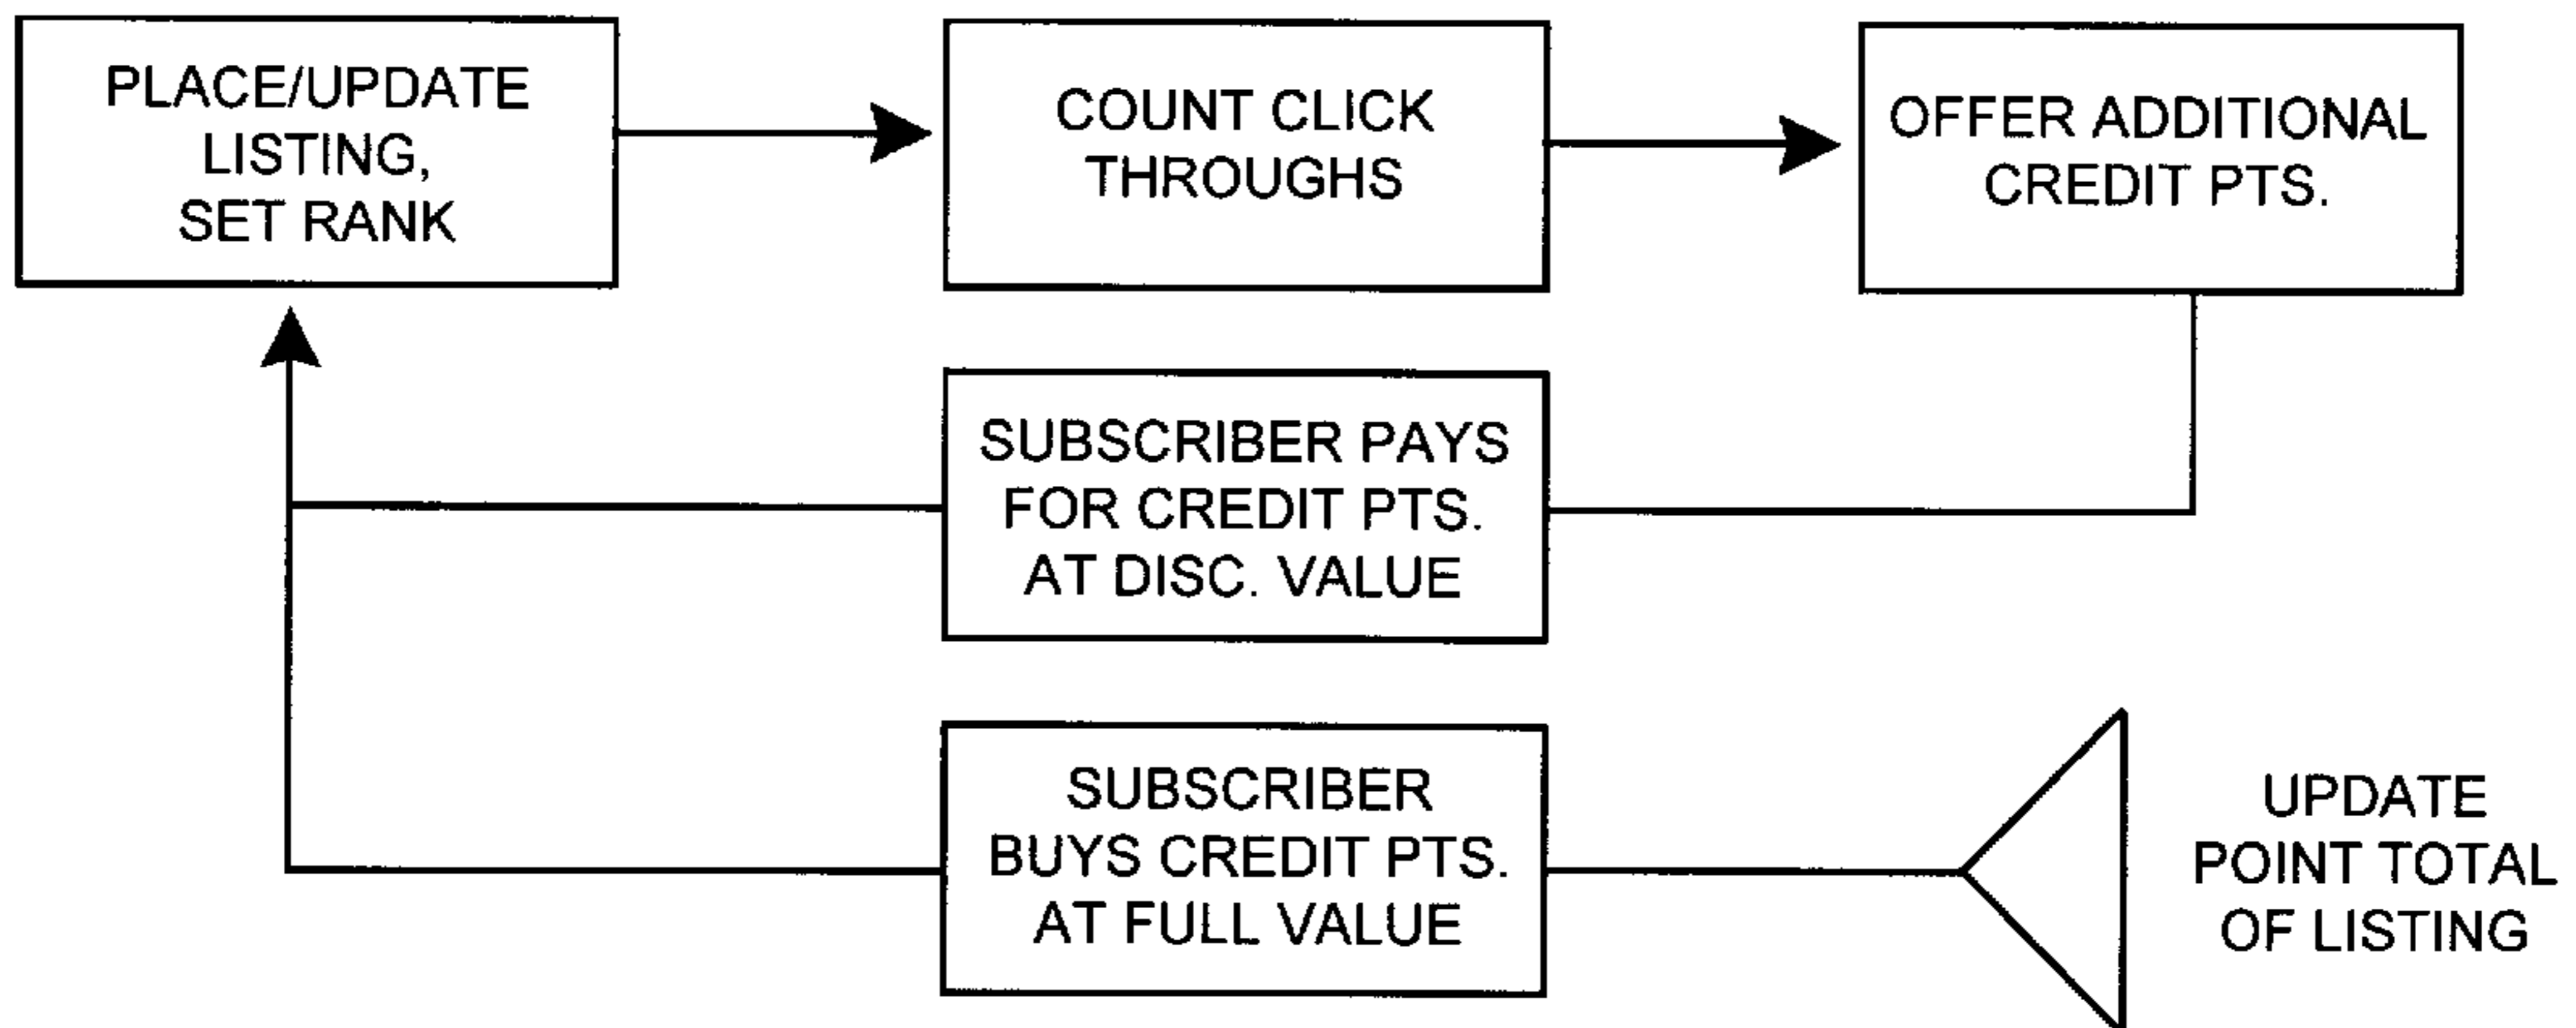 PLACE/UPDATE
LISTING,
SET RANK
COUNT CLICK
THROUGHS
OFFER ADDITIONAL
CREDIT PTS.
SUBSCRIBER PAYS
FOR CREDIT PTS.
AT DISC. VALUE
SUBSCRIBER
BUYS CREDIT PTS.
AT FULL VALUE
UPDATE
POINT TOTAL
OF LISTING